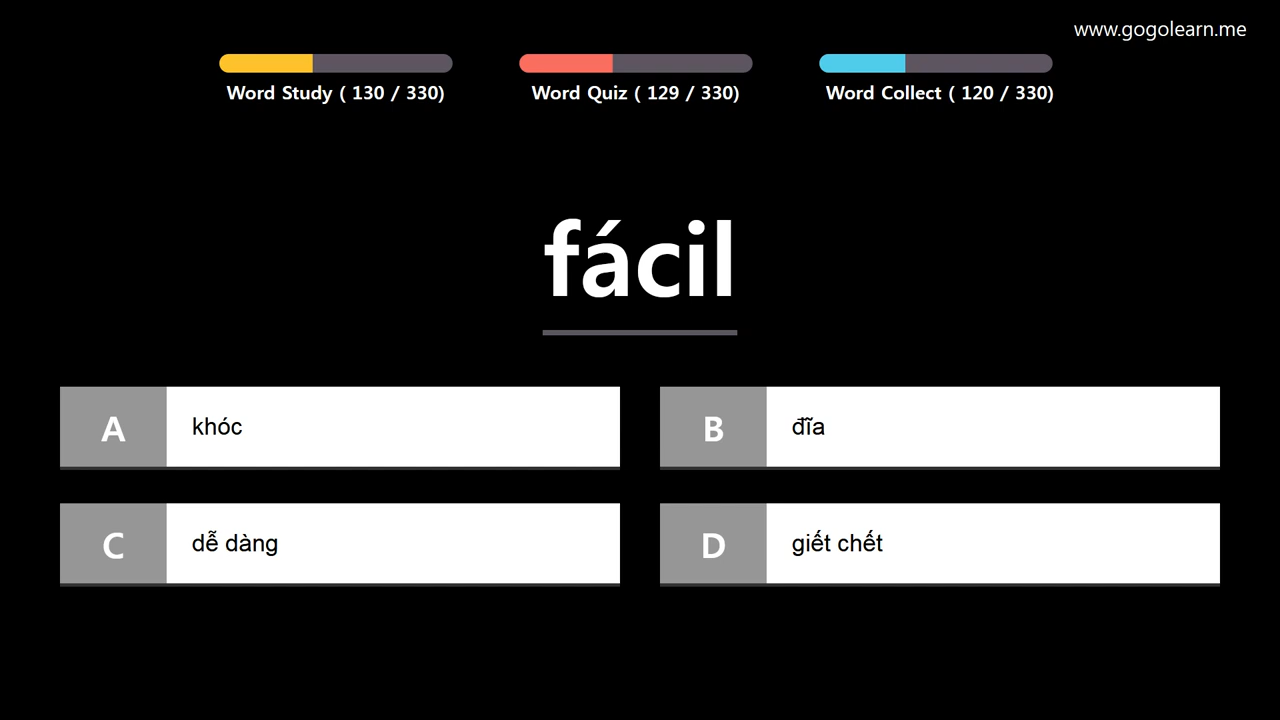 www.gogolearn.me
Word Study ( 130 / 330)
Word Quiz ( 129 / 330)
Word Collect ( 120 / 330)
fácil
A khóc
B đĩa
C dễ dàng
D giết chết